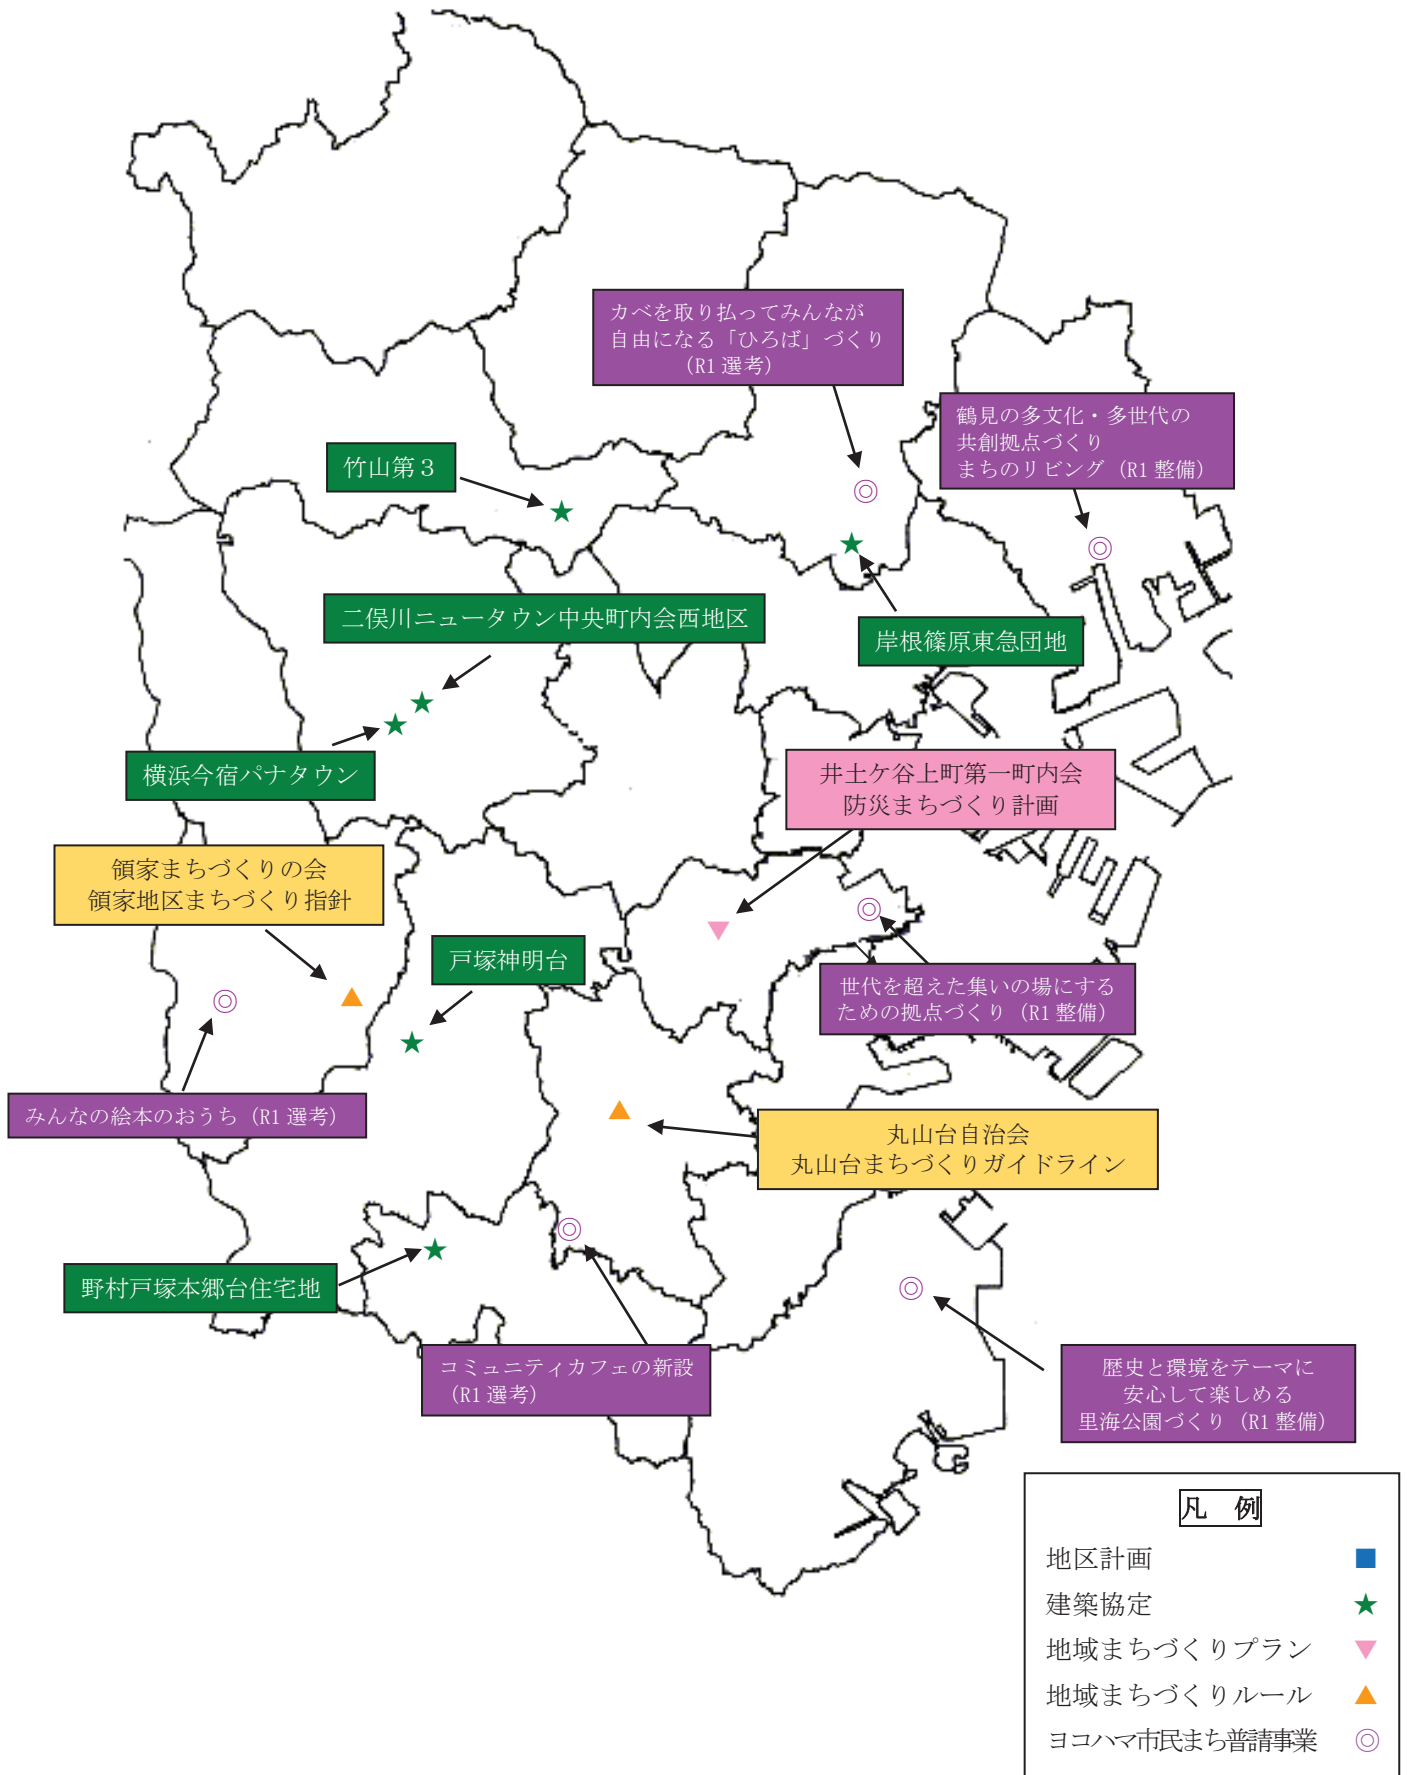 カベを取り払ってみんなが
自由になる「ひろば」づくり
（R1 選考）
鶴見の多文化・多世代の
共創拠点づくり
まちのリビング（R1 整備）
竹山第３
二俣川ニュータウン中央町内会西地区
岸根篠原東急団地
横浜今宿パナタウン
井土ケ谷上町第一町内会
防災まちづくり計画
領家まちづくりの会
領家地区まちづくり指針
戸塚神明台
世代を超えた集いの場にする
ための拠点づくり（R1 整備）
みんなの絵本のおうち（R1 選考）
丸山台自治会
丸山台まちづくりガイドライン
野村戸塚本郷台住宅地
コミュニティカフェの新設
（R1 選考）
歴史と環境をテーマに
安心して楽しめる
里海公園づくり（R1 整備）
凡　例
地区計画
建築協定
地域まちづくりプラン
地域まちづくりルール
ヨコハマ市民まち普請事業